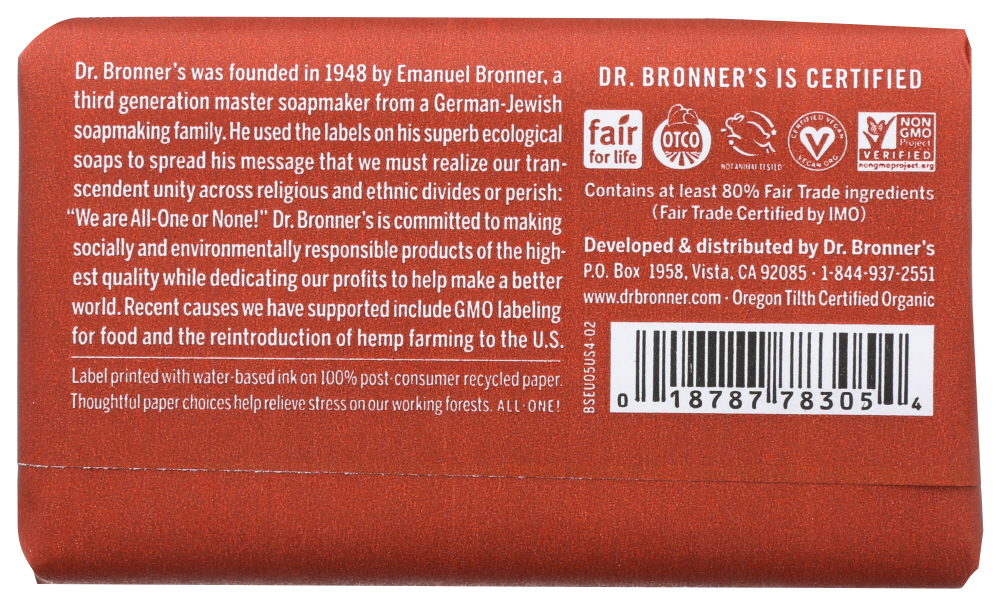 Dr. Bronner's was founded in 1948 by Emanuel Bronner, a
third generation master soapmaker from a German-Jewish
soapmaking family. He used the labels on his superb ecological
soaps to spread his message that we must realize our tran-
scendent unity across religious and ethnic divides or perish:
“We are All-One or None!” Dr. Bronner's is committed to making
socially and environmentally responsible products of the high-
est quality while dedicating our profits to help make a better
world. Recent causes we have supported include GMO labeling
for food and the reintroduction of hemp farming to the U.S.
Label printed with water-based ink on 100% post-consumer recycled paper.
Thoughtful paper choices help relieve stress on our working forests. ALL-ONE!
DR. BRONNER'S IS CERTIFIED
fair
for life
OTCO
NOT ANIMAL TESTED
CERTIFIED VEGAN
VEGAN.ORG
NON
GMO
Project
VERIFIED
nongmoproject.org
Contains at least 80% Fair Trade ingredients
(Fair Trade Certified by IMO)
Developed & distributed by Dr. Bronner's
P.O. Box 1958, Vista, CA 92085 · 1-844-937-2551
www.drbronner.com · Oregon Tilth Certified Organic
BSEU05US4-02
0 18787 78305 4